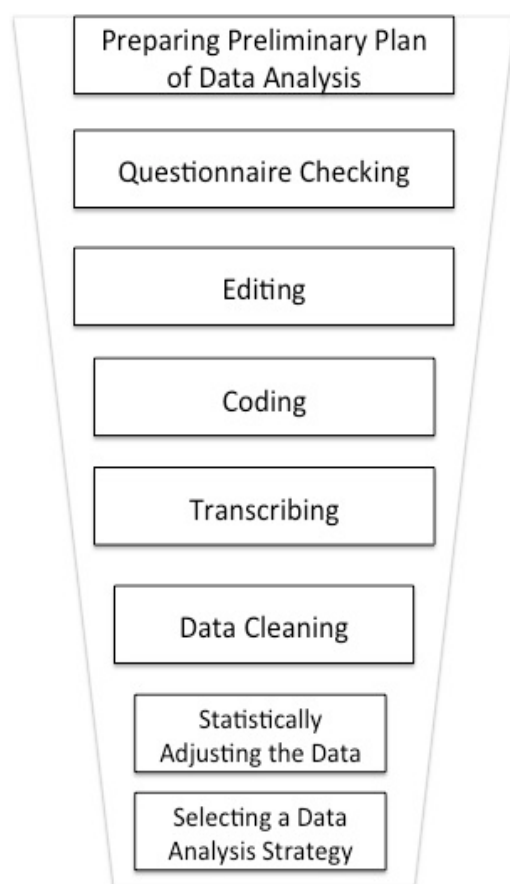 Preparing Preliminary Plan
of Data Analysis
Questionnaire Checking
Editing
Coding
Transcribing
Data Cleaning
Statistically
Adjusting the Data
Selecting a Data
Analysis Strategy